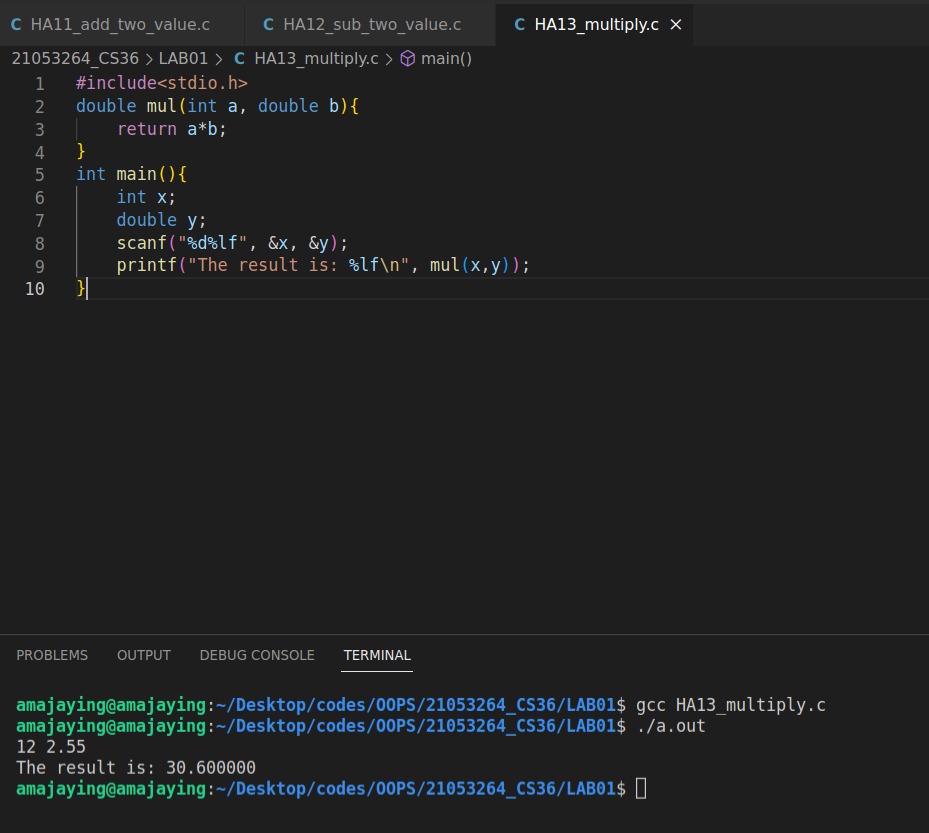 C HA11_add_two_value.c C HA12_sub_two_value.c C HA13_multiply.c ×
21053264_CS36 > LAB01 > C HA13_multiply.c > main()
1 #include<stdio.h>
2 double mul(int a, double b){
3     return a*b;
4 }
5 int main(){
6     int x;
7     double y;
8     scanf("%d%lf", &x, &y);
9     printf("The result is: %lf\n", mul(x,y));
10 }
PROBLEMS OUTPUT DEBUG CONSOLE TERMINAL
amajaying@amajaying:~/Desktop/codes/OOPS/21053264_CS36/LAB01$ gcc HA13_multiply.c
amajaying@amajaying:~/Desktop/codes/OOPS/21053264_CS36/LAB01$ ./a.out
12 2.55
The result is: 30.600000
amajaying@amajaying:~/Desktop/codes/OOPS/21053264_CS36/LAB01$